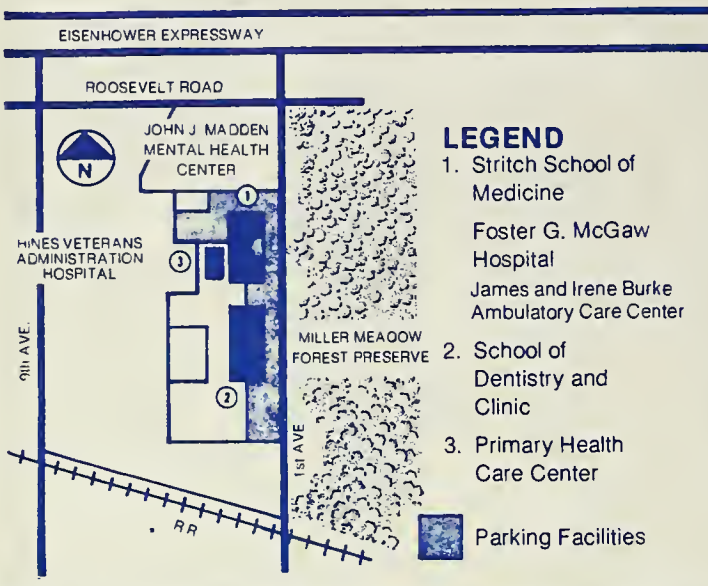 EISENHOWER EXPRESSWAY
ROOSEVELT ROAD
JOHN J. MADDEN
MENTAL HEALTH
CENTER
N
1
HINES VETERANS
ADMINISTRATION
HOSPITAL
3
9th AVE.
2
MILLER MEADOW
FOREST PRESERVE
1st AVE
RR
LEGEND
1. Stritch School of
Medicine
Foster G. McGaw
Hospital
James and Irene Burke
Ambulatory Care Center
2. School of
Dentistry and
Clinic
3. Primary Health
Care Center
Parking Facilities